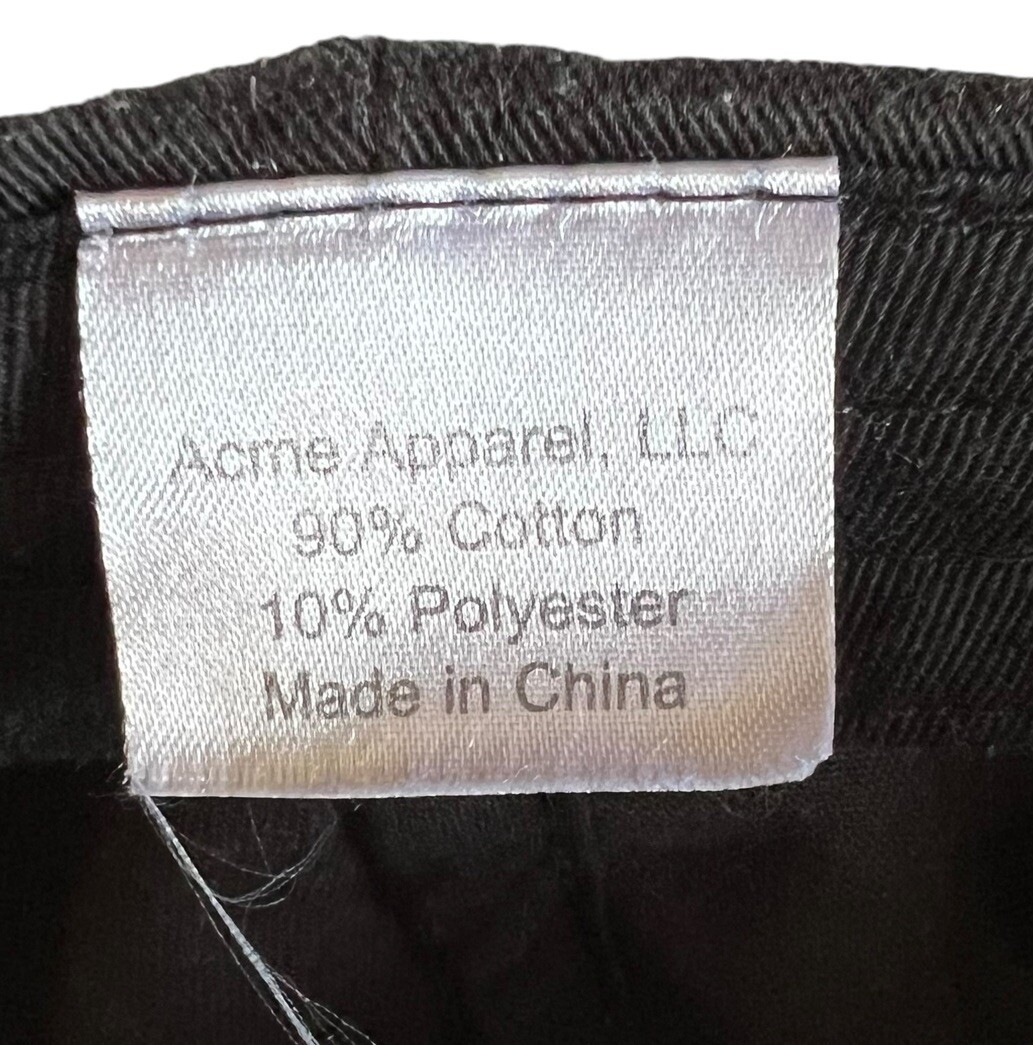 Acme Apparel, LLC
90% Cotton
10% Polyester
Made in China